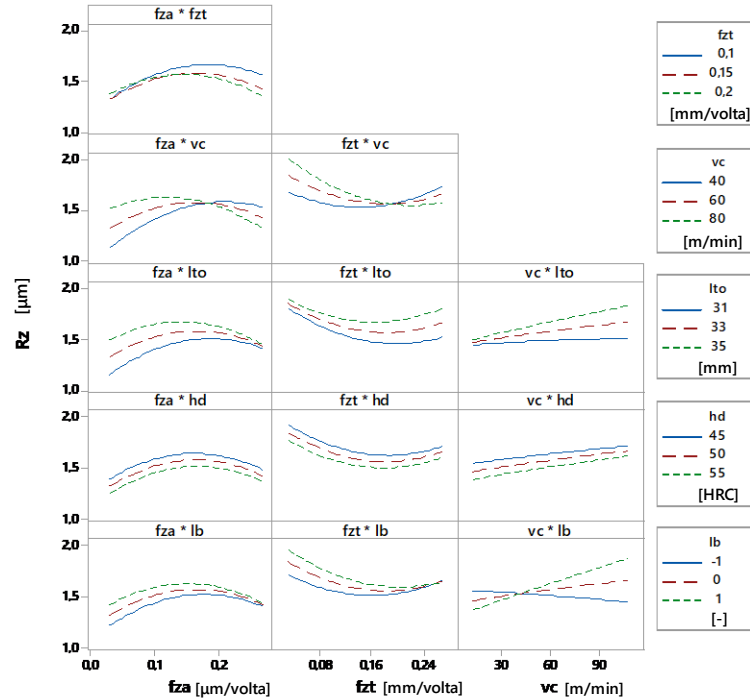 fza * fzt
2,0
1,5
1,0
fzt
0,1
0,15
0,2
[mm/volta]
fza * vc
fzt * vc
2,0
1,5
1,0
vc
40
60
80
[m/min]
Rz [µm]
fza * lto
fzt * lto
vc * lto
2,0
1,5
1,0
lto
31
33
35
[mm]
fza * hd
fzt * hd
vc * hd
2,0
1,5
1,0
hd
45
50
55
[HRC]
fza * lb
fzt * lb
vc * lb
2,0
1,5
1,0
lb
-1
0
1
[-]
0,0 0,1 0,2
0,08 0,16 0,24
30 60 90
fza [µm/volta]
fzt [mm/volta]
vc [m/min]